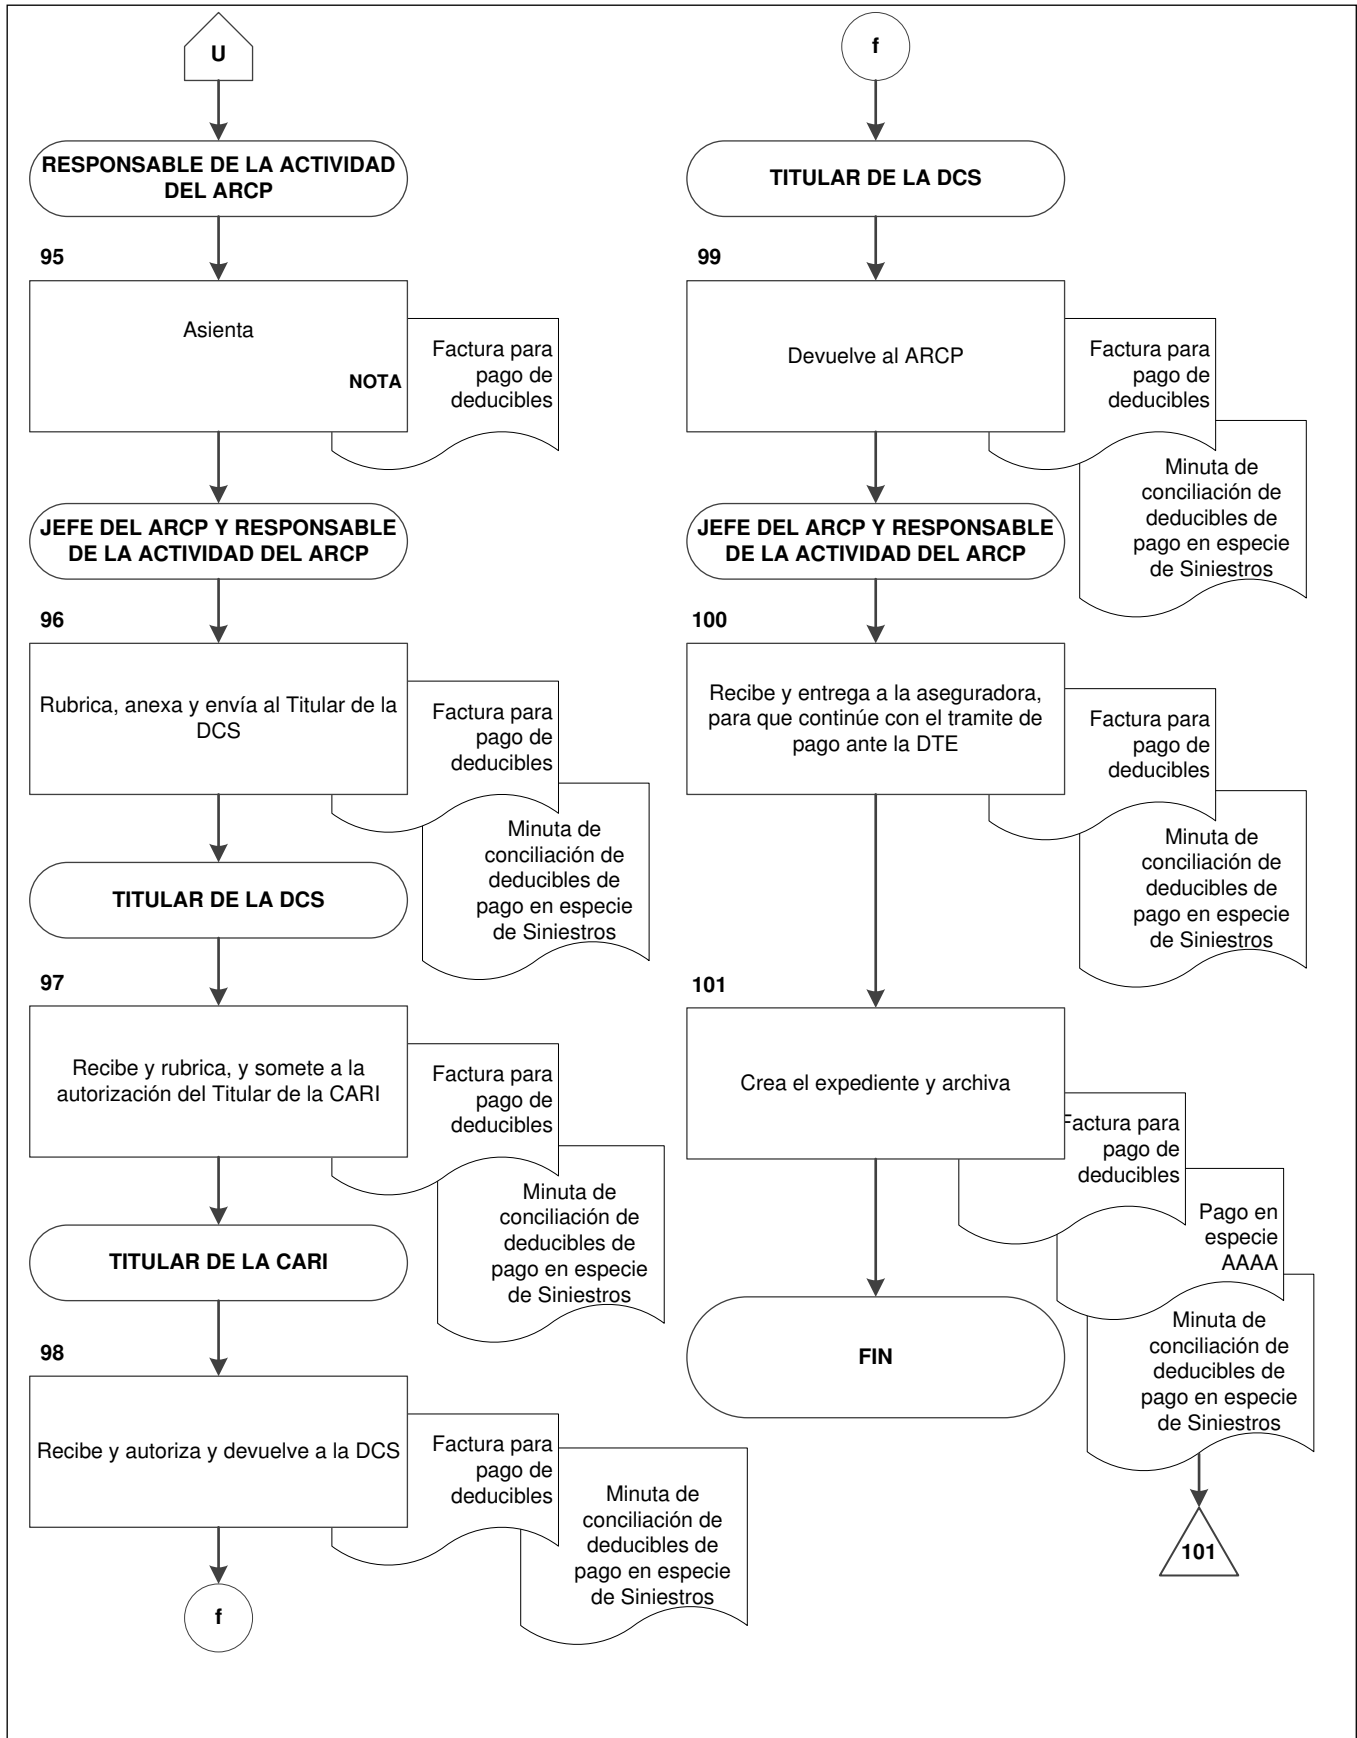 U
RESPONSABLE DE LA ACTIVIDAD
DEL ARCP
95
Asienta
NOTA
Factura para
pago de
deducibles
JEFE DEL ARCP Y RESPONSABLE
DE LA ACTIVIDAD DEL ARCP
96
Rubrica, anexa y envía al Titular de la
DCS
Factura para
pago de
deducibles
Minuta de
conciliación de
deducibles de
pago en especie
de Siniestros
TITULAR DE LA DCS
97
Recibe y rubrica, y somete a la
autorización del Titular de la CARI
Factura para
pago de
deducibles
Minuta de
conciliación de
deducibles de
pago en especie
de Siniestros
TITULAR DE LA CARI
98
Recibe y autoriza y devuelve a la DCS
Factura para
pago de
deducibles
Minuta de
conciliación de
deducibles de
pago en especie
de Siniestros
f
f
TITULAR DE LA DCS
99
Devuelve al ARCP
Factura para
pago de
deducibles
Minuta de
conciliación de
deducibles de
pago en especie
de Siniestros
JEFE DEL ARCP Y RESPONSABLE
DE LA ACTIVIDAD DEL ARCP
100
Recibe y entrega a la aseguradora,
para que continúe con el tramite de
pago ante la DTE
Factura para
pago de
deducibles
Minuta de
conciliación de
deducibles de
pago en especie
de Siniestros
101
Crea el expediente y archiva
Factura para
pago de
deducibles
Pago en
especie
AAAA
Minuta de
conciliación de
deducibles de
pago en especie
de Siniestros
101
FIN